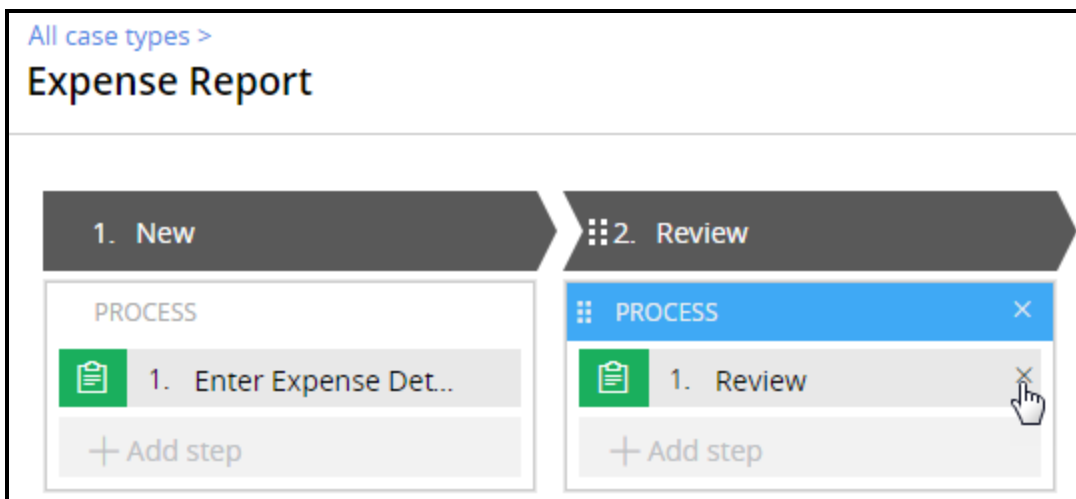 All case types >
Expense Report
1. New
2. Review
PROCESS
PROCESS
1. Enter Expense Det...
1. Review
Add step
Add step